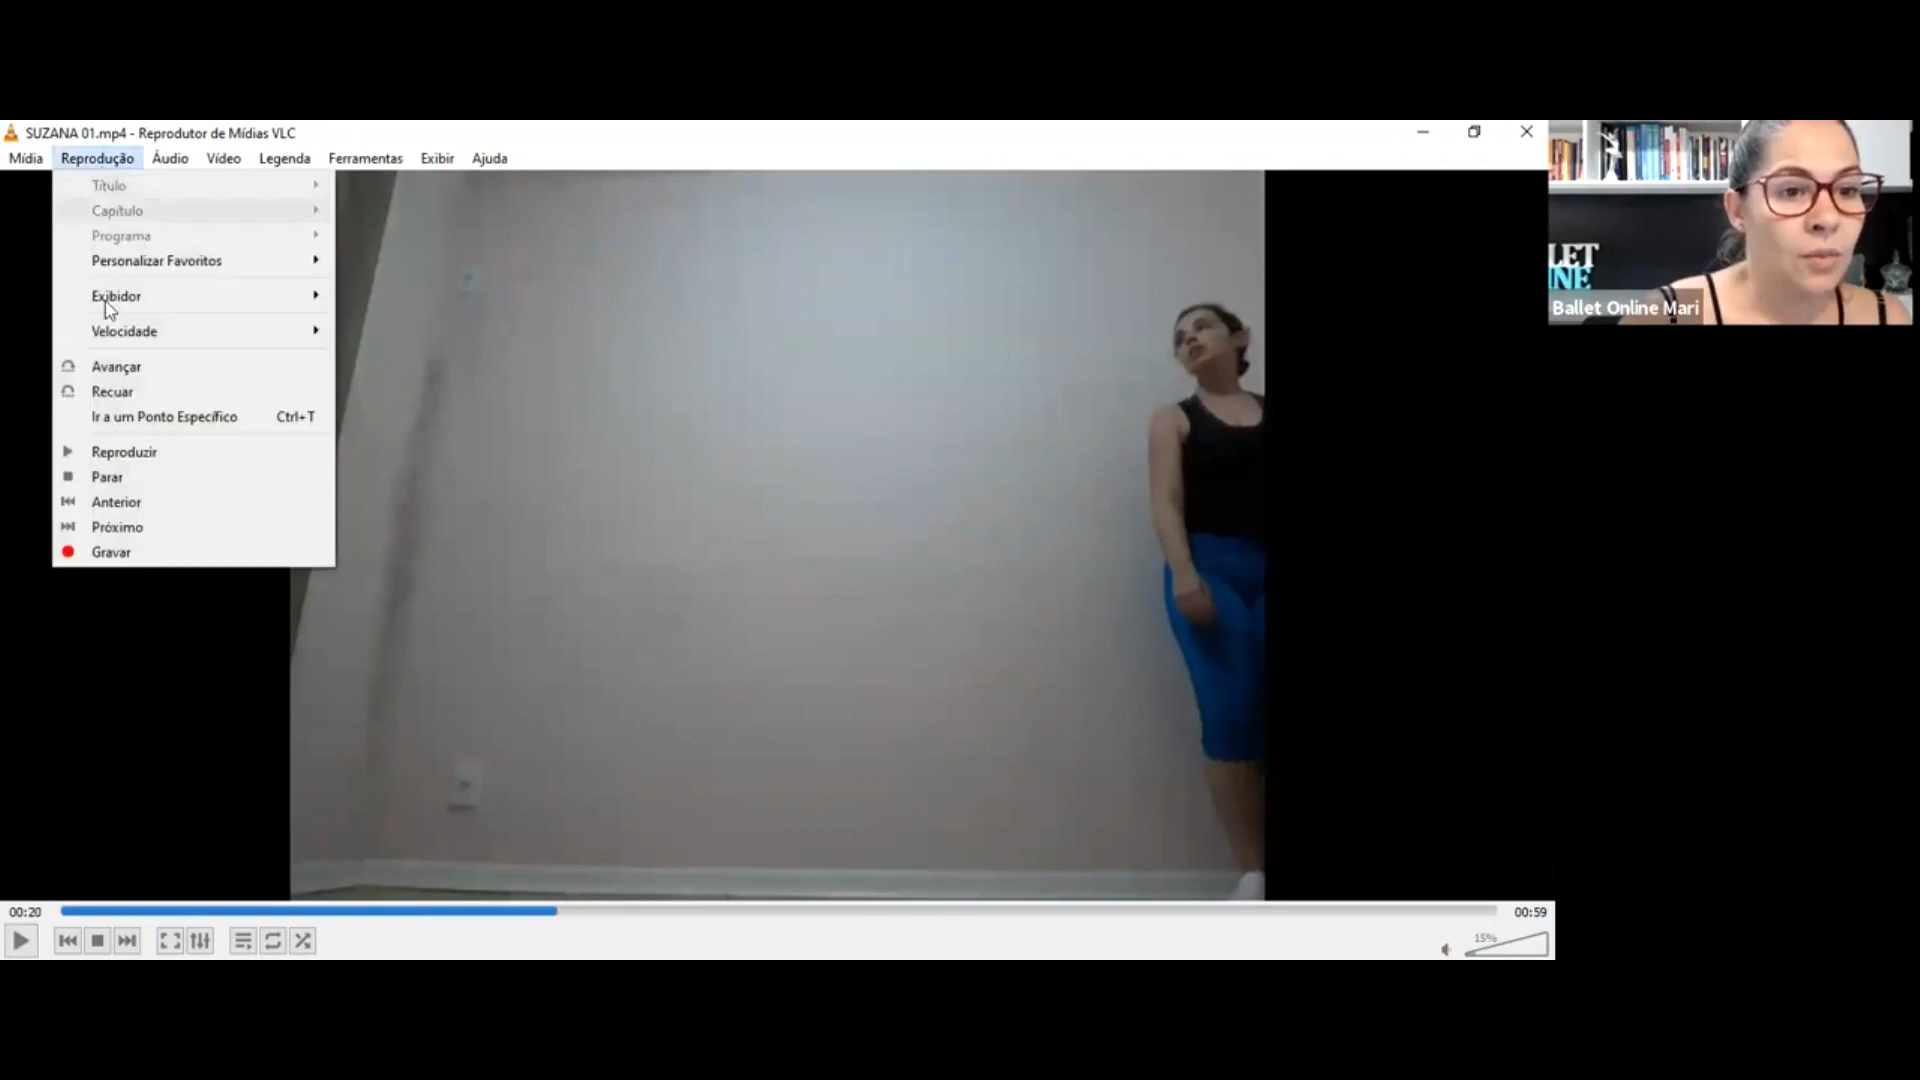 SUZANA 01.mp4 - Reprodutor de Mídias VLC
Mídia Reprodução Áudio Vídeo Legenda Ferramentas Exibir Ajuda
Título
Capítulo
Programa
Personalizar Favoritos
Exibidor
Velocidade
Avançar
Recuar
Ir a um Ponto Específico Ctrl+T
Reproduzir
Parar
Anterior
Próximo
Gravar
LET
INE
Ballet Online Mari
00:20
00:59
15%